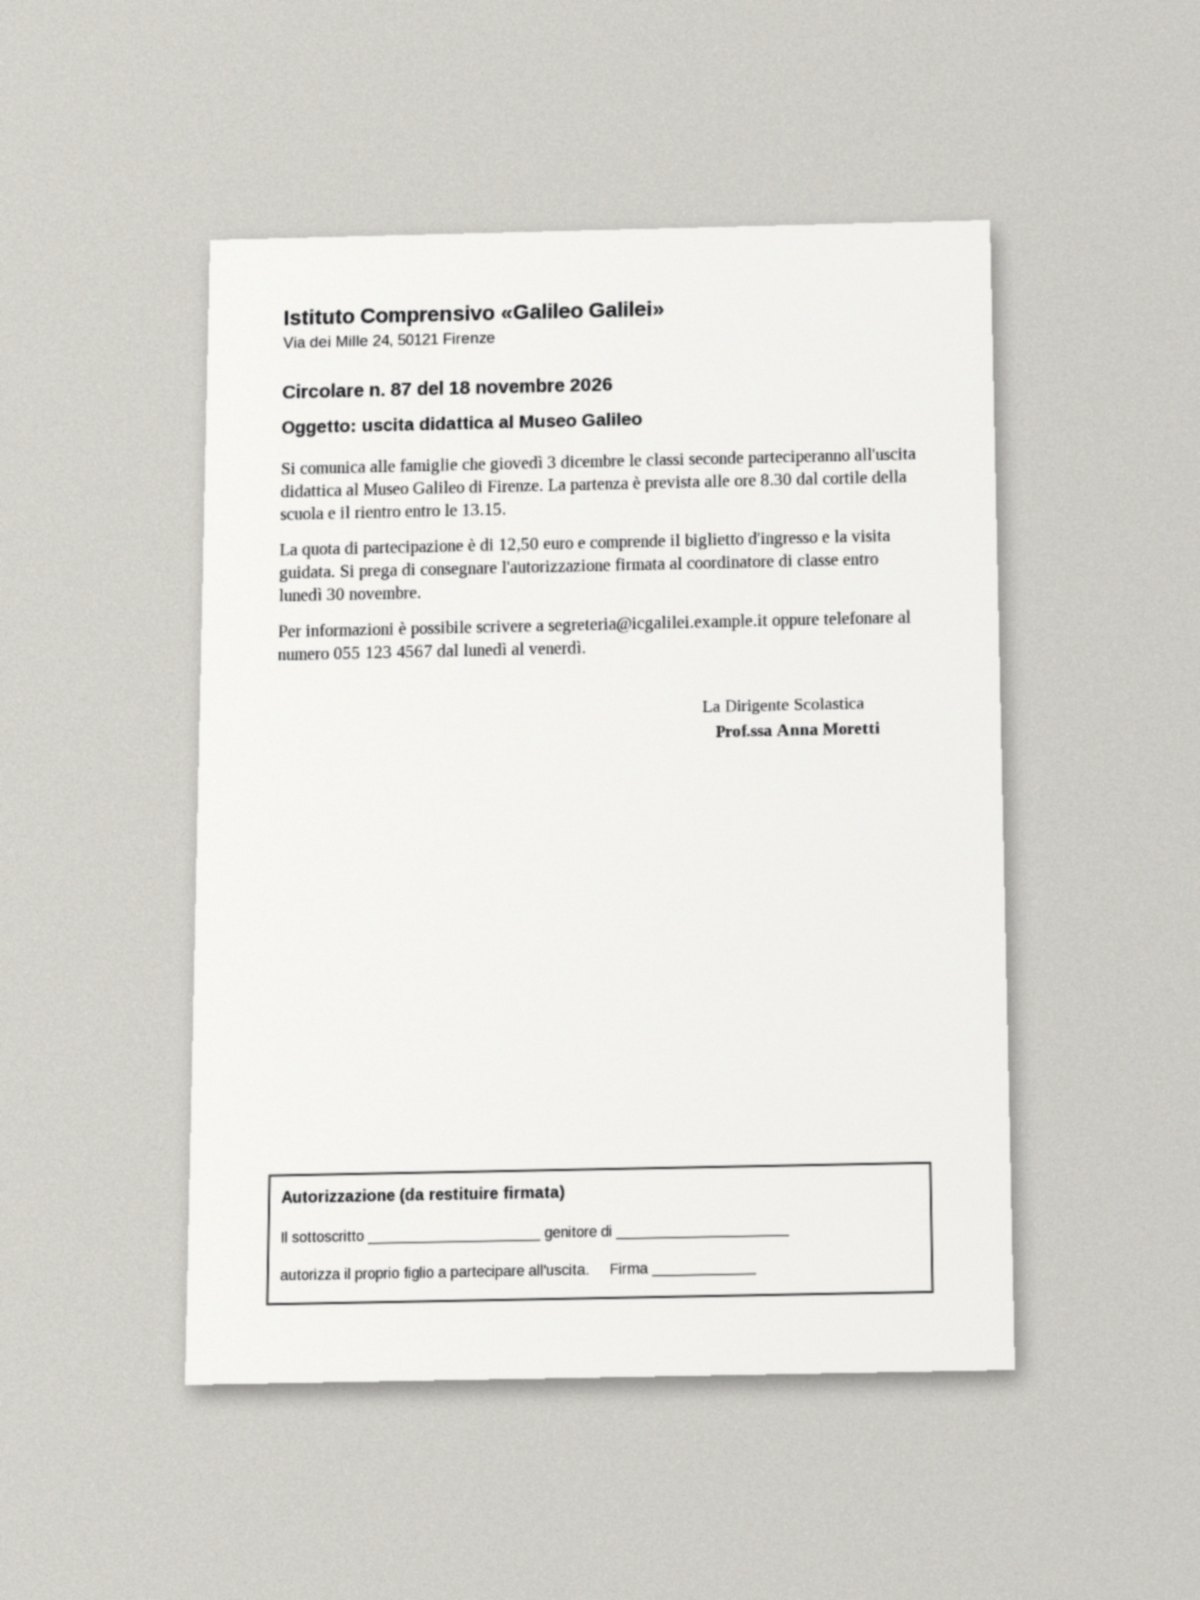 Istituto Comprensivo «Galileo Galilei»
Via dei Mille 24, 50121 Firenze
Circolare n. 87 del 18 novembre 2026
Oggetto: uscita didattica al Museo Galileo
Si comunica alle famiglie che giovedì 3 dicembre le classi seconde parteciperanno all'uscita
didattica al Museo Galileo di Firenze. La partenza è prevista alle ore 8.30 dal cortile della
scuola e il rientro entro le 13.15.
La quota di partecipazione è di 12,50 euro e comprende il biglietto d'ingresso e la visita
guidata. Si prega di consegnare l'autorizzazione firmata al coordinatore di classe entro
lunedì 30 novembre.
Per informazioni è possibile scrivere a segreteria@icgalilei.example.it oppure telefonare al
numero 055 123 4567 dal lunedì al venerdì.
La Dirigente Scolastica
Prof.ssa Anna Moretti
Autorizzazione (da restituire firmata)
Il sottoscritto ____________________ genitore di ____________________
autorizza il proprio figlio a partecipare all'uscita. Firma ____________